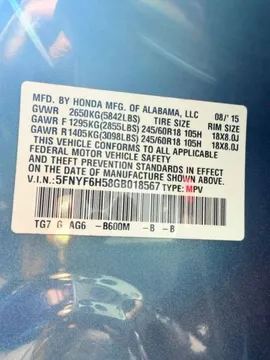 MFD. BY HONDA MFG. OF ALABAMA, LLC 08/'15
GVWR 2650KG(5842LBS) TIRE SIZE RIM SIZE
GAWR F 1295KG(2855LBS) 245/60R18 105H 18X8.0J
GAWR R 1405KG(3098LBS) 245/60R18 105H 18X8.0J
THIS VEHICLE CONFORMS TO ALL APPLICABLE
FEDERAL MOTOR VEHICLE SAFETY AND
THEFT PREVENTION STANDARDS IN EFFECT
ON THE DATE OF MANUFACTURE SHOWN ABOVE.
V.I.N.:5FNYF6H58GB018567 TYPE: MPV
TG7 G AG6 -B600M -B -B